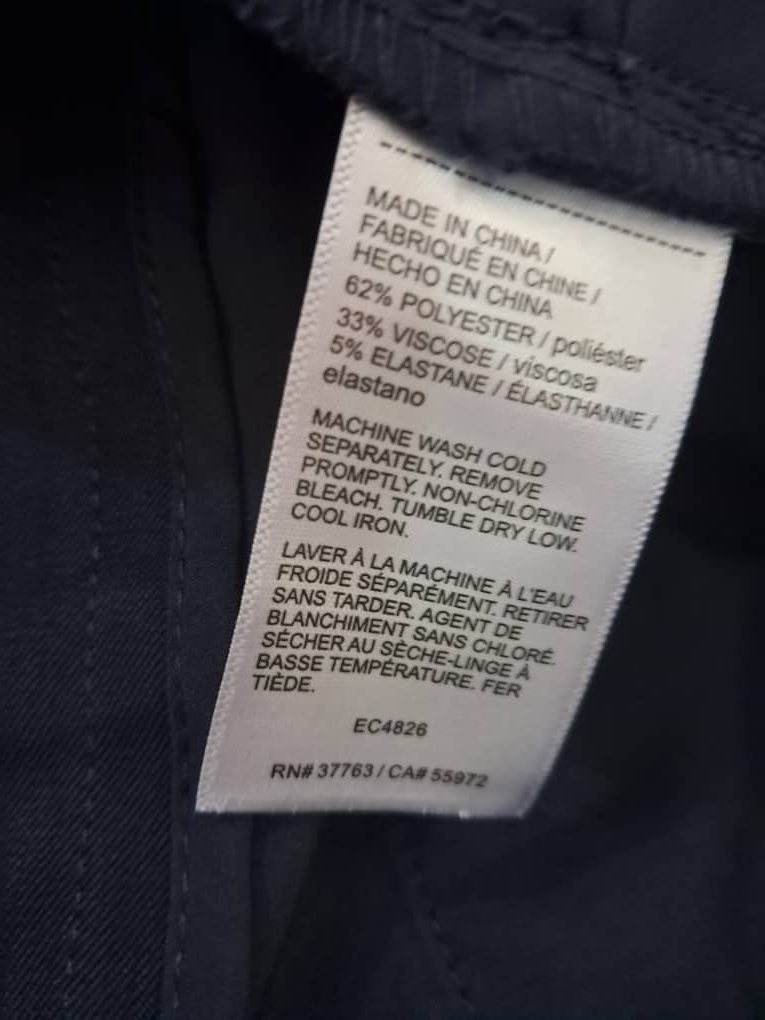 MADE IN CHINA /
FABRIQUÉ EN CHINE /
HECHO EN CHINA
62% POLYESTER / poliéster
33% VISCOSE / viscosa
5% ELASTANE / ÉLASTHANNE /
elastano
MACHINE WASH COLD
SEPARATELY. REMOVE
PROMPTLY. NON-CHLORINE
BLEACH. TUMBLE DRY LOW.
COOL IRON.
LAVER À LA MACHINE À L'EAU
FROIDE SÉPARÉMENT. RETIRER
SANS TARDER. AGENT DE
BLANCHIMENT SANS CHLORE.
SÉCHER AU SÈCHE-LINGE À
BASSE TEMPÉRATURE. FER
TIÈDE.
EC4826
RN# 37763 / CA# 55972